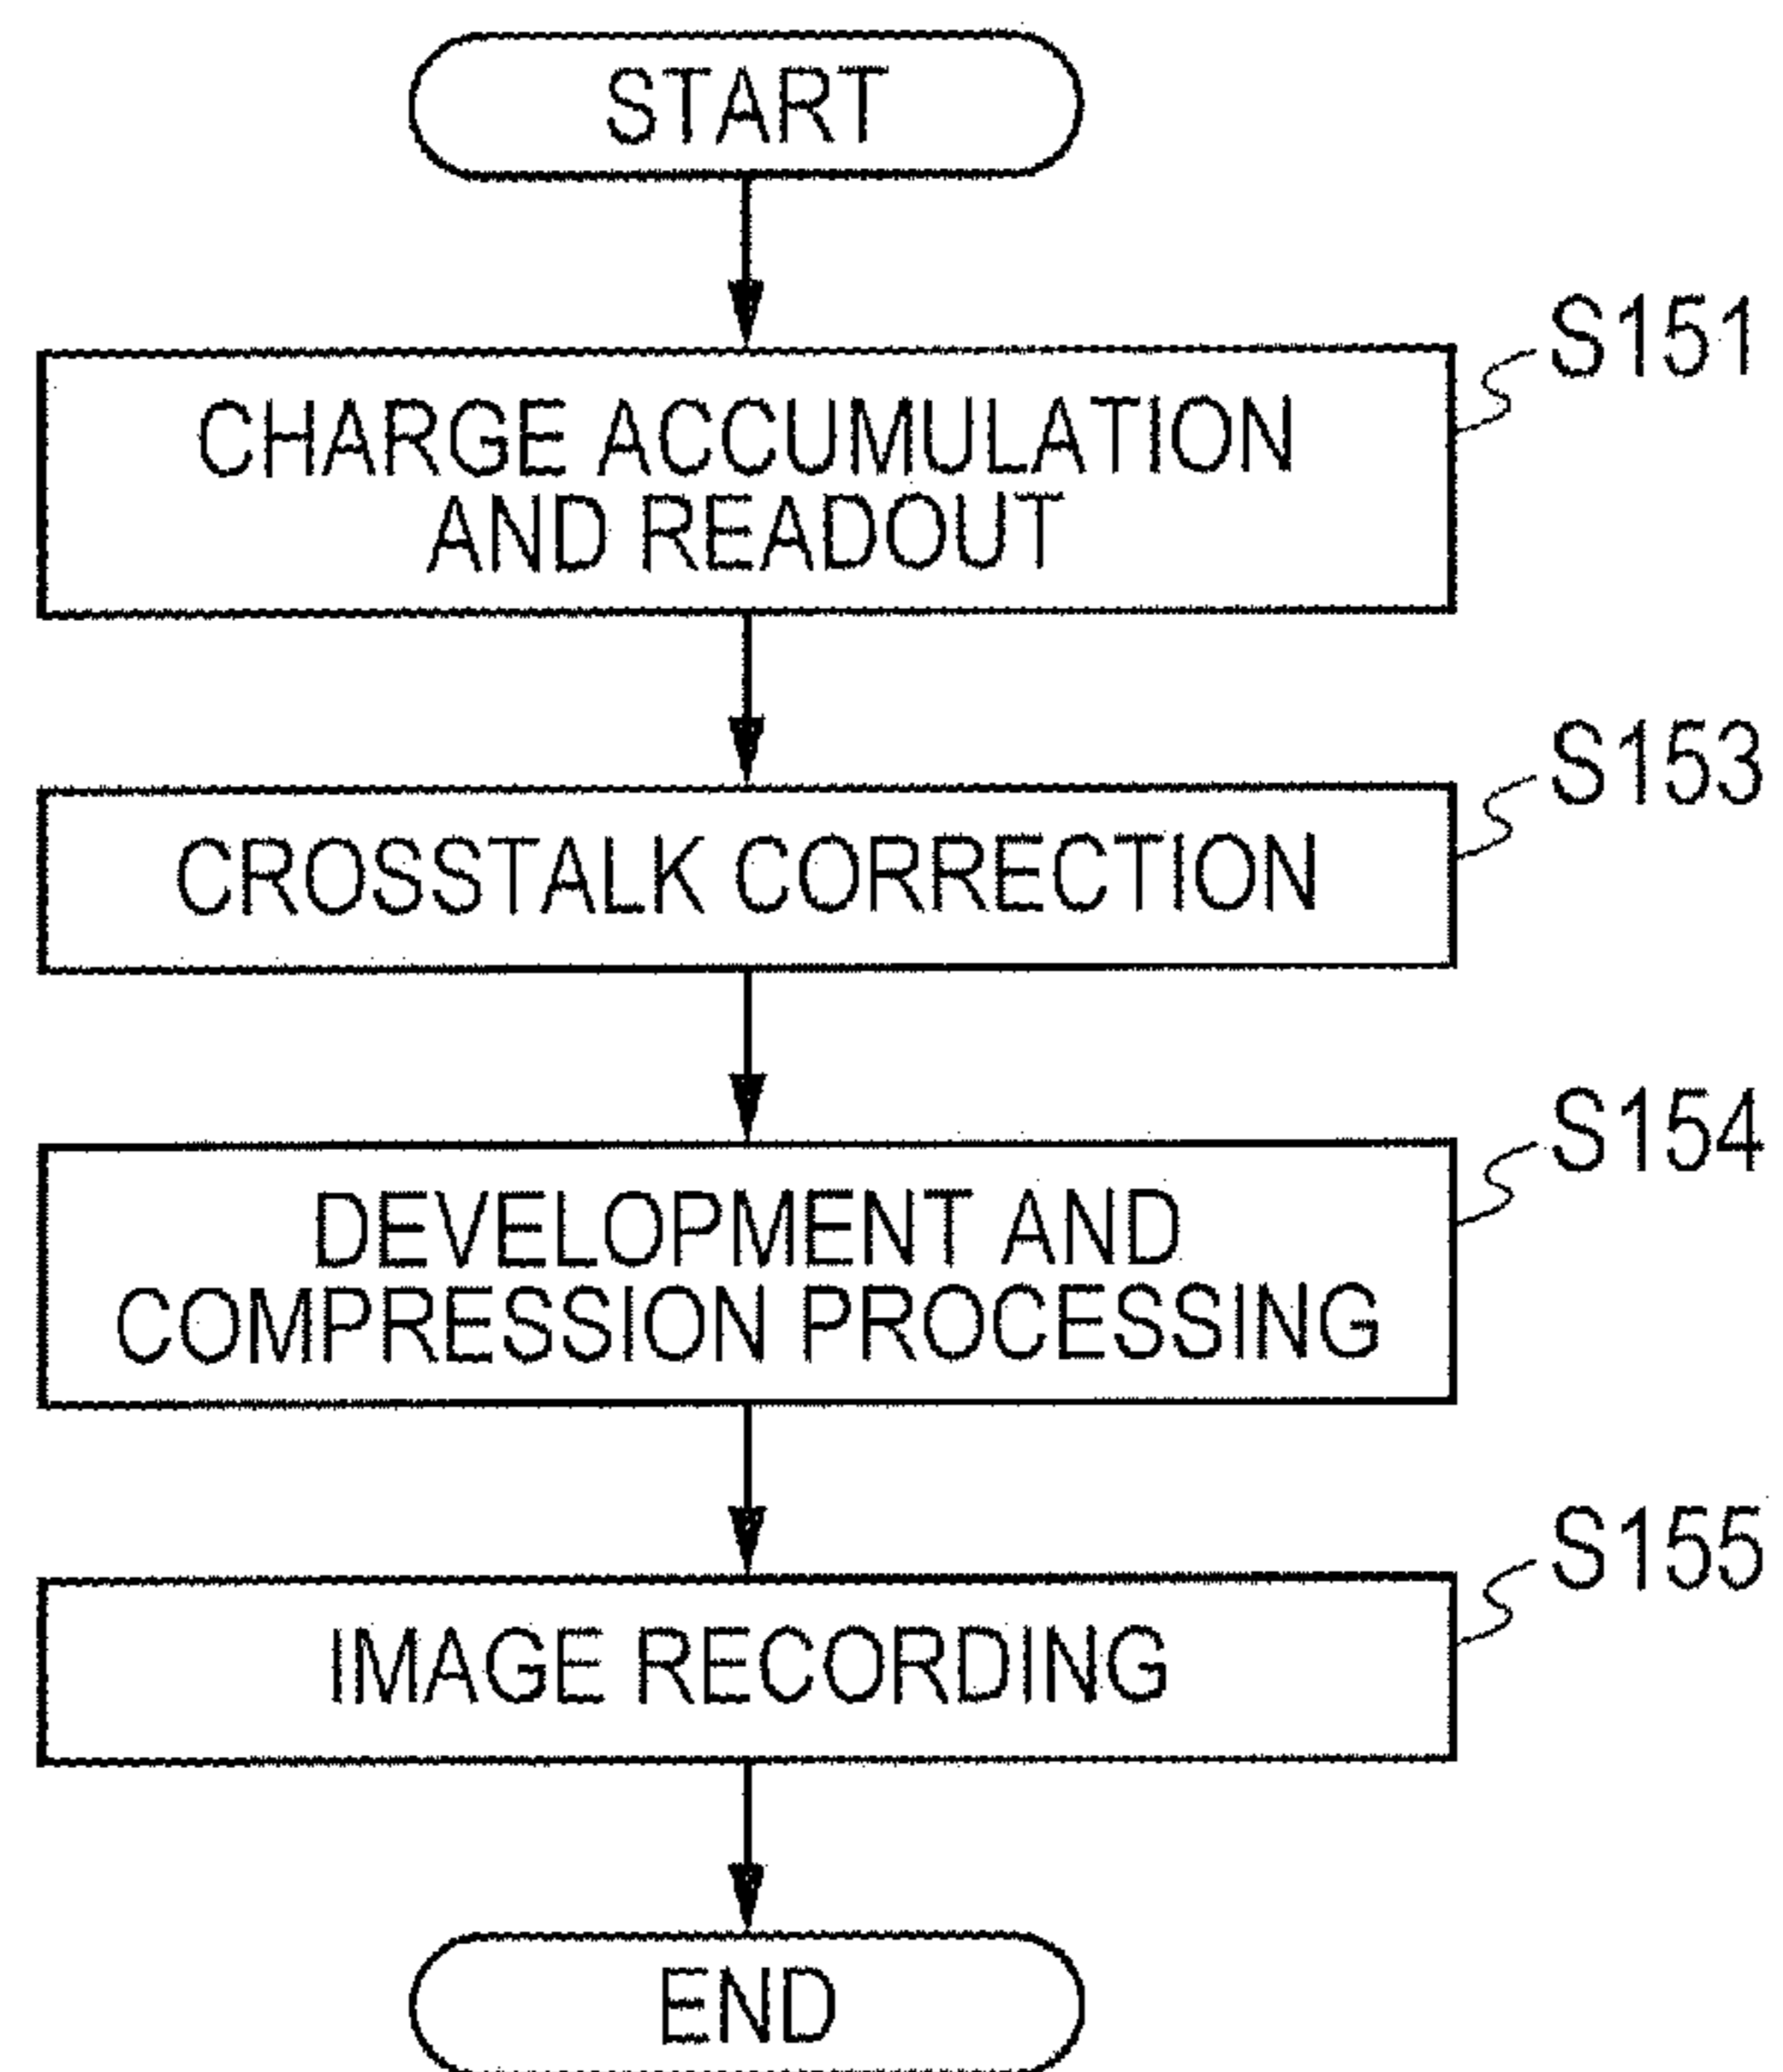 START
S151
CHARGE ACCUMULATION
AND READOUT
S153
CROSSTALK CORRECTION
S154
DEVELOPMENT AND
COMPRESSION PROCESSING
S155
IMAGE RECORDING
END